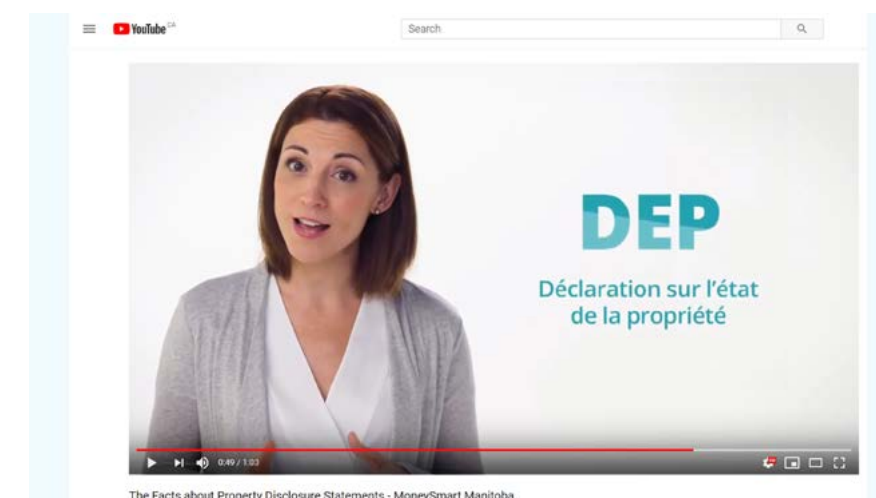 YouTube CA
Search
DEP
Déclaration sur l'état
de la propriété
0:49 / 1:03
The Facts about Property Disclosure Statements - MoneySmart Manitoba